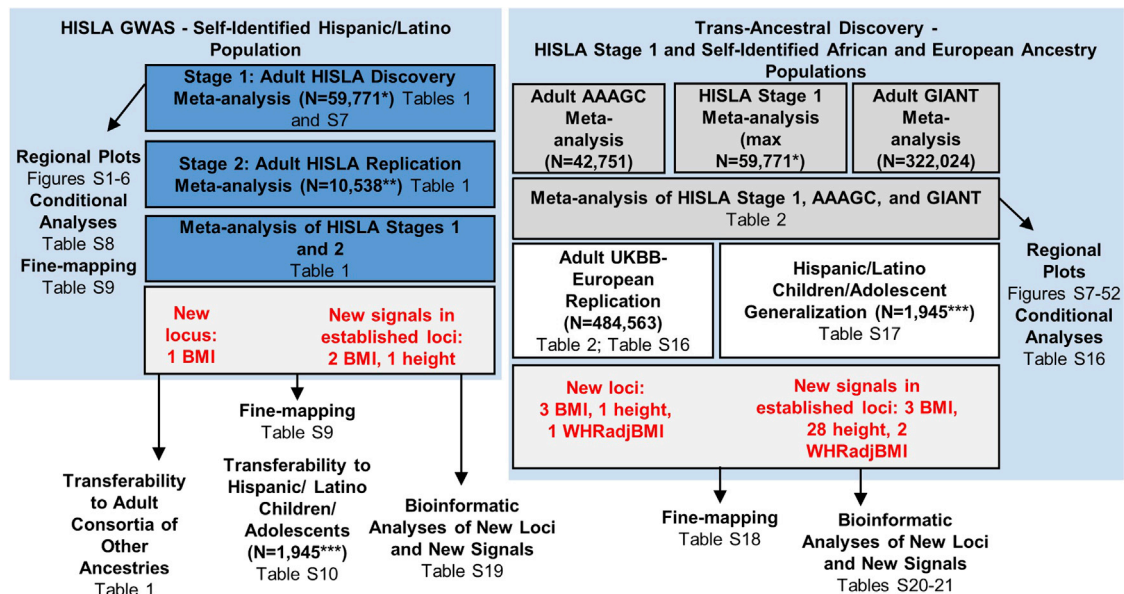 HISLA GWAS - Self-Identified Hispanic/Latino
Population
Stage 1: Adult HISLA Discovery
Meta-analysis (N=59,771*) Tables 1
and S7
Regional Plots
Figures S1-6
Conditional
Analyses
Table S8
Fine-mapping
Table S9
Stage 2: Adult HISLA Replication
Meta-analysis (N=10,538**) Table 1
Meta-analysis of HISLA Stages 1
and 2
Table 1
New
locus:
1 BMI
New signals in
established loci:
2 BMI, 1 height
Transferability
to Adult
Consortia of
Other
Ancestries
Table 1
Fine-mapping
Table S9
Transferability to
Hispanic/ Latino
Children/
Adolescents
(N=1,945***)
Table S10
Bioinformatic
Analyses of New Loci
and New Signals
Table S19
Trans-Ancestral Discovery -
HISLA Stage 1 and Self-Identified African and European Ancestry
Populations
Adult AAAGC
Meta-
analysis
(N=42,751)
HISLA Stage 1
Meta-analysis
(max
N=59,771*)
Adult GIANT
Meta-
analysis
(N=322,024)
Meta-analysis of HISLA Stage 1, AAAGC, and GIANT
Table 2
Adult UKBB-
European
Replication
(N=484,563)
Table 2; Table S16
Hispanic/Latino
Children/Adolescent
Generalization (N=1,945***)
Table S17
Regional
Plots
Figures S7-52
Conditional
Analyses
Table S16
New loci:
3 BMI, 1 height,
1 WHRadjBMI
New signals in
established loci: 3 BMI,
28 height, 2
WHRadjBMI
Fine-mapping
Table S18
Bioinformatic
Analyses of New Loci
and New Signals
Tables S20-21